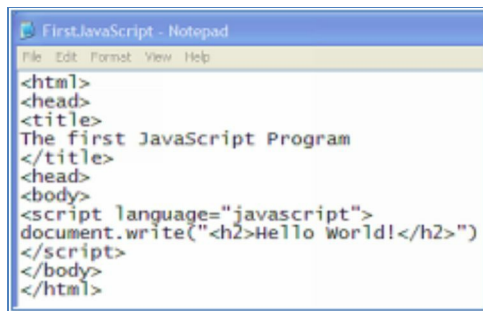 FirstJavaScript - Notepad
File Edit Format View Help
<html>
<head>
<title>
The first JavaScript Program
</title>
<head>
<body>
<script language="javascript">
document.write("<h2>Hello World!</h2>")
</script>
</body>
</html>